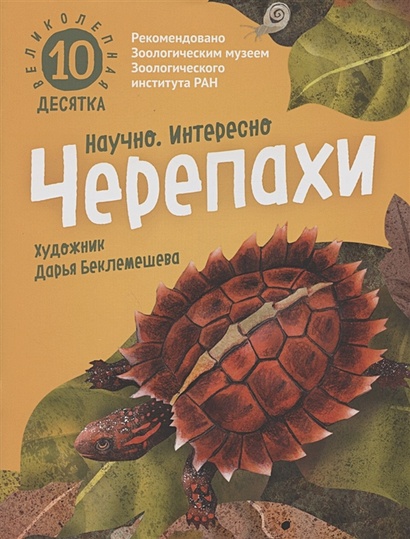 ВЕЛИКОЛЕПНАЯ
10
ДЕСЯТКА
Рекомендовано
Зоологическим музеем
Зоологического
института РАН
Научно. Интересно
Черепахи
Художник
Дарья Беклемешева